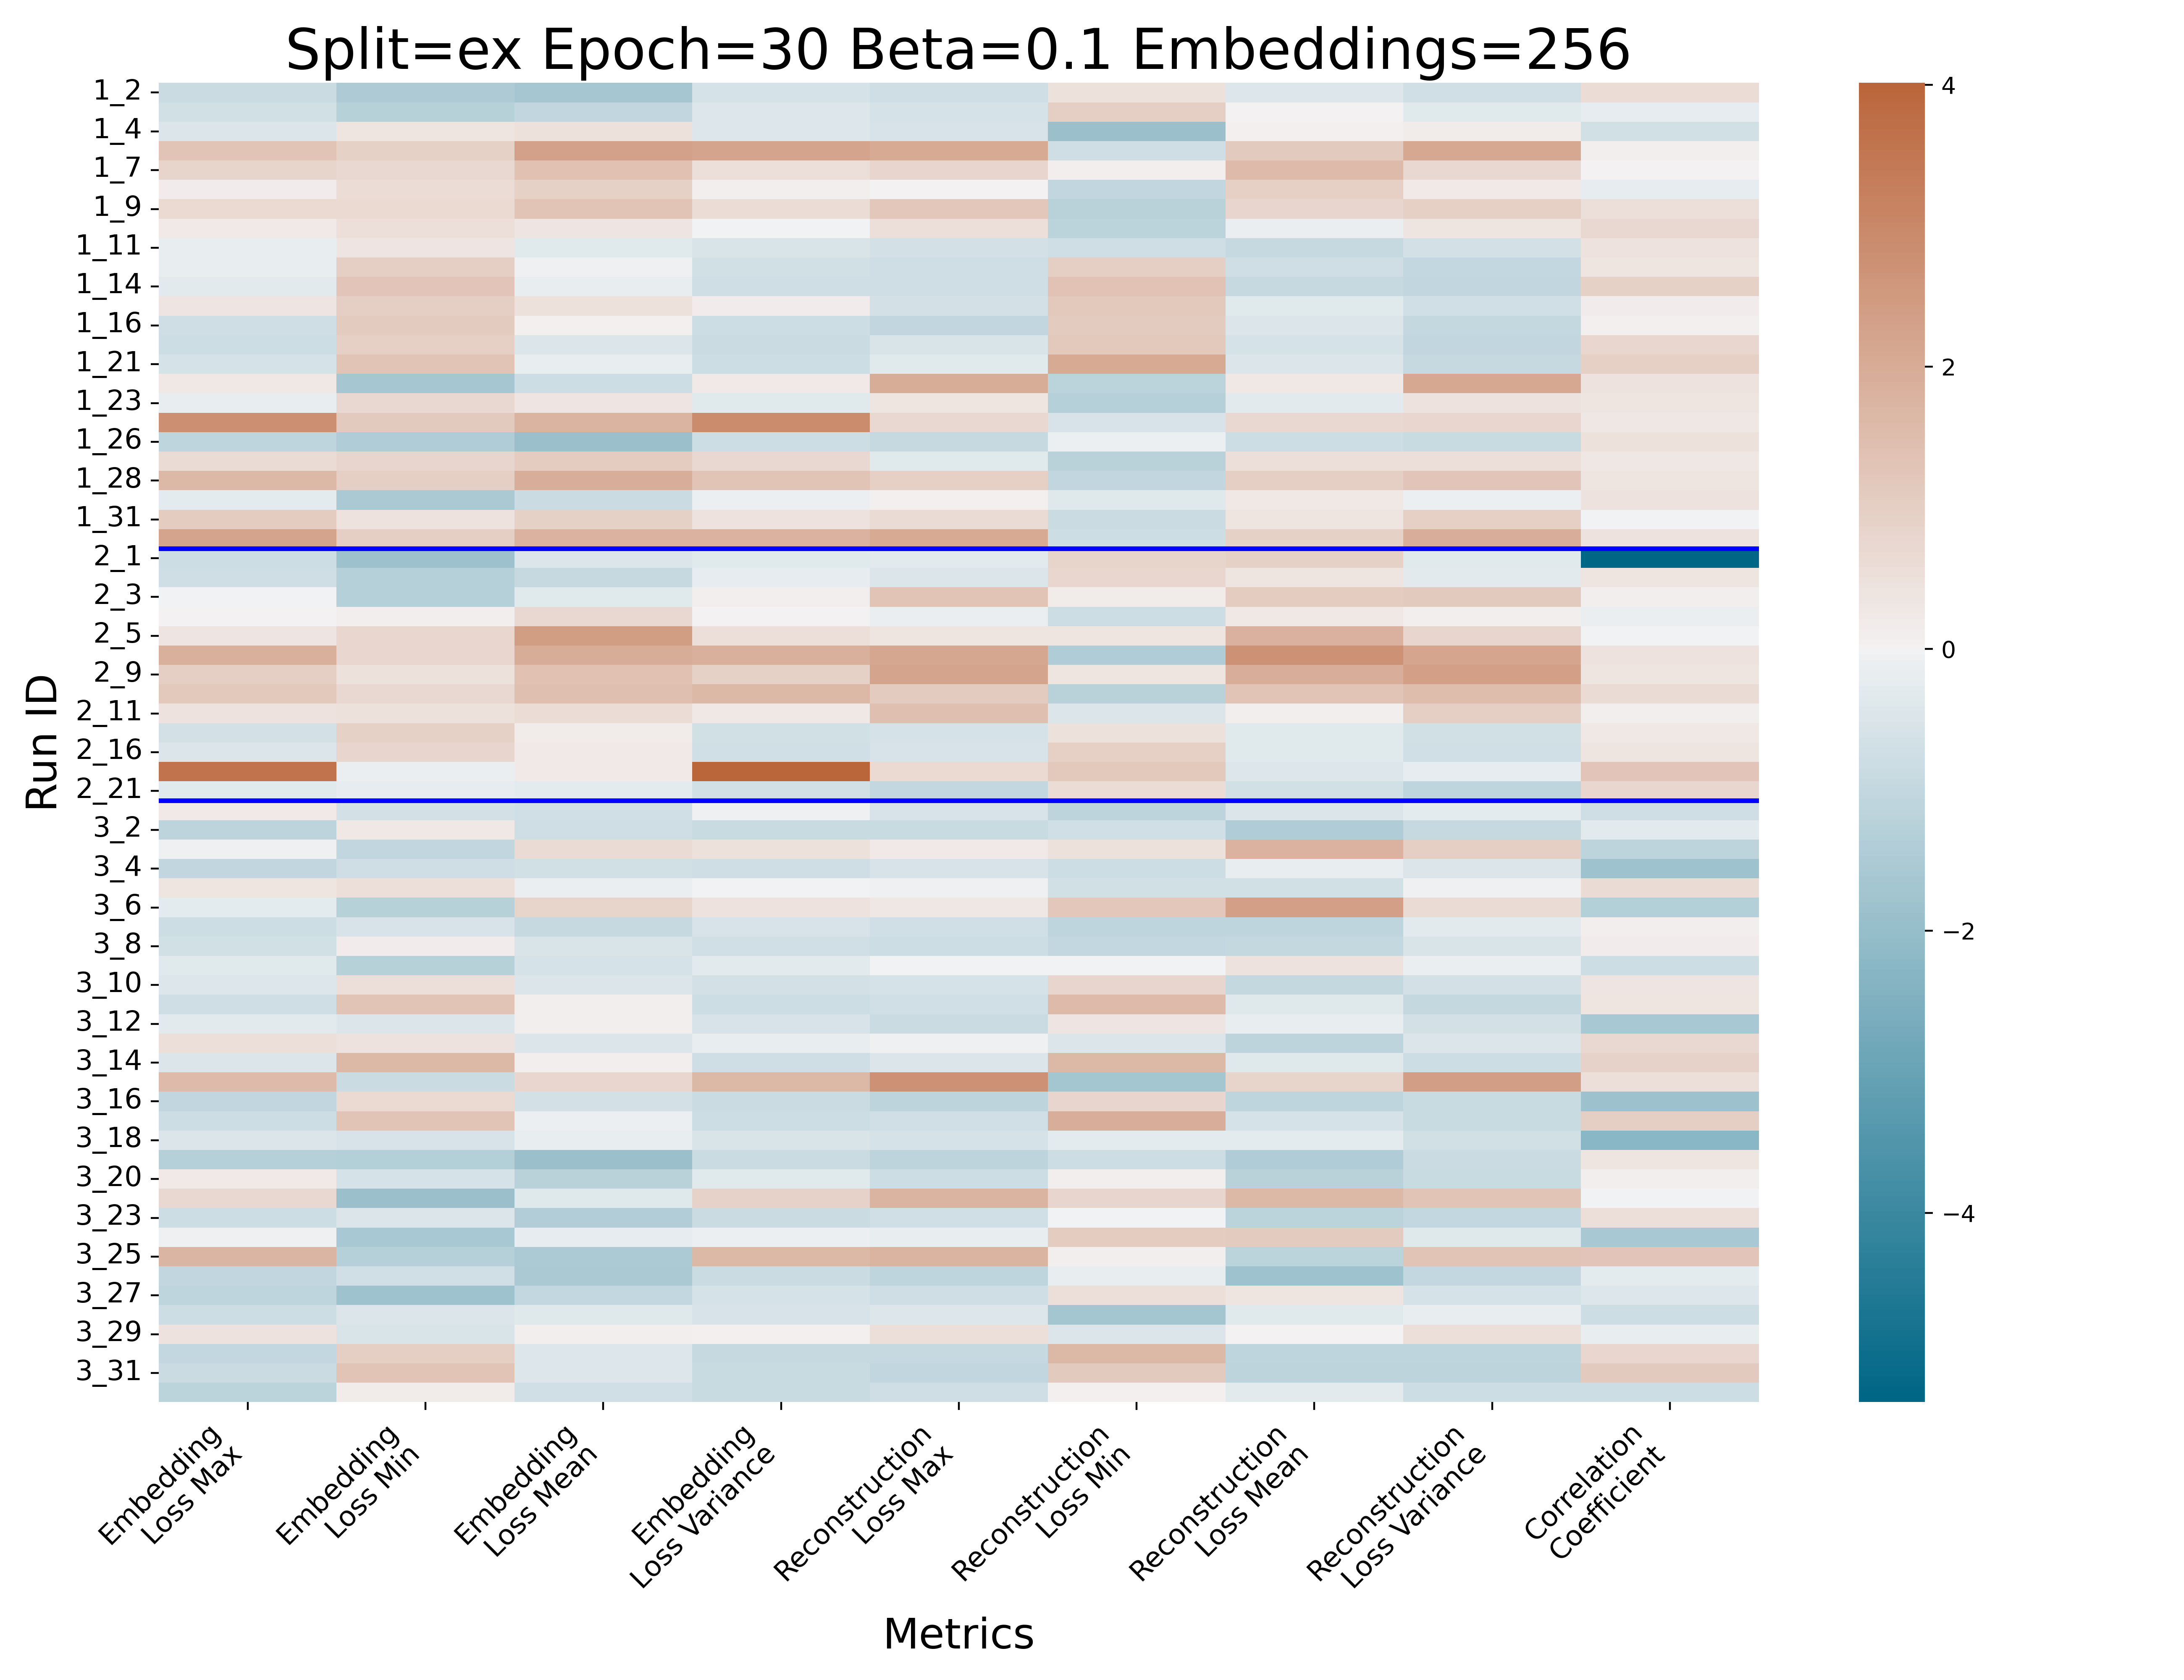 Split=ex Epoch=30 Beta=0.1 Embeddings=256
Run ID
1_2
1_4
1_7
1_9
1_11
1_14
1_16
1_21
1_23
1_26
1_28
1_31
2_1
2_3
2_5
2_9
2_11
2_16
2_21
3_2
3_4
3_6
3_8
3_10
3_12
3_14
3_16
3_18
3_20
3_23
3_25
3_27
3_29
3_31
4
2
0
−2
−4
Embedding
Loss Max
Embedding
Loss Min
Embedding
Loss Mean
Embedding
Loss Variance
Reconstruction
Loss Max
Reconstruction
Loss Min
Reconstruction
Loss Mean
Reconstruction
Loss Variance
Correlation
Coefficient
Metrics